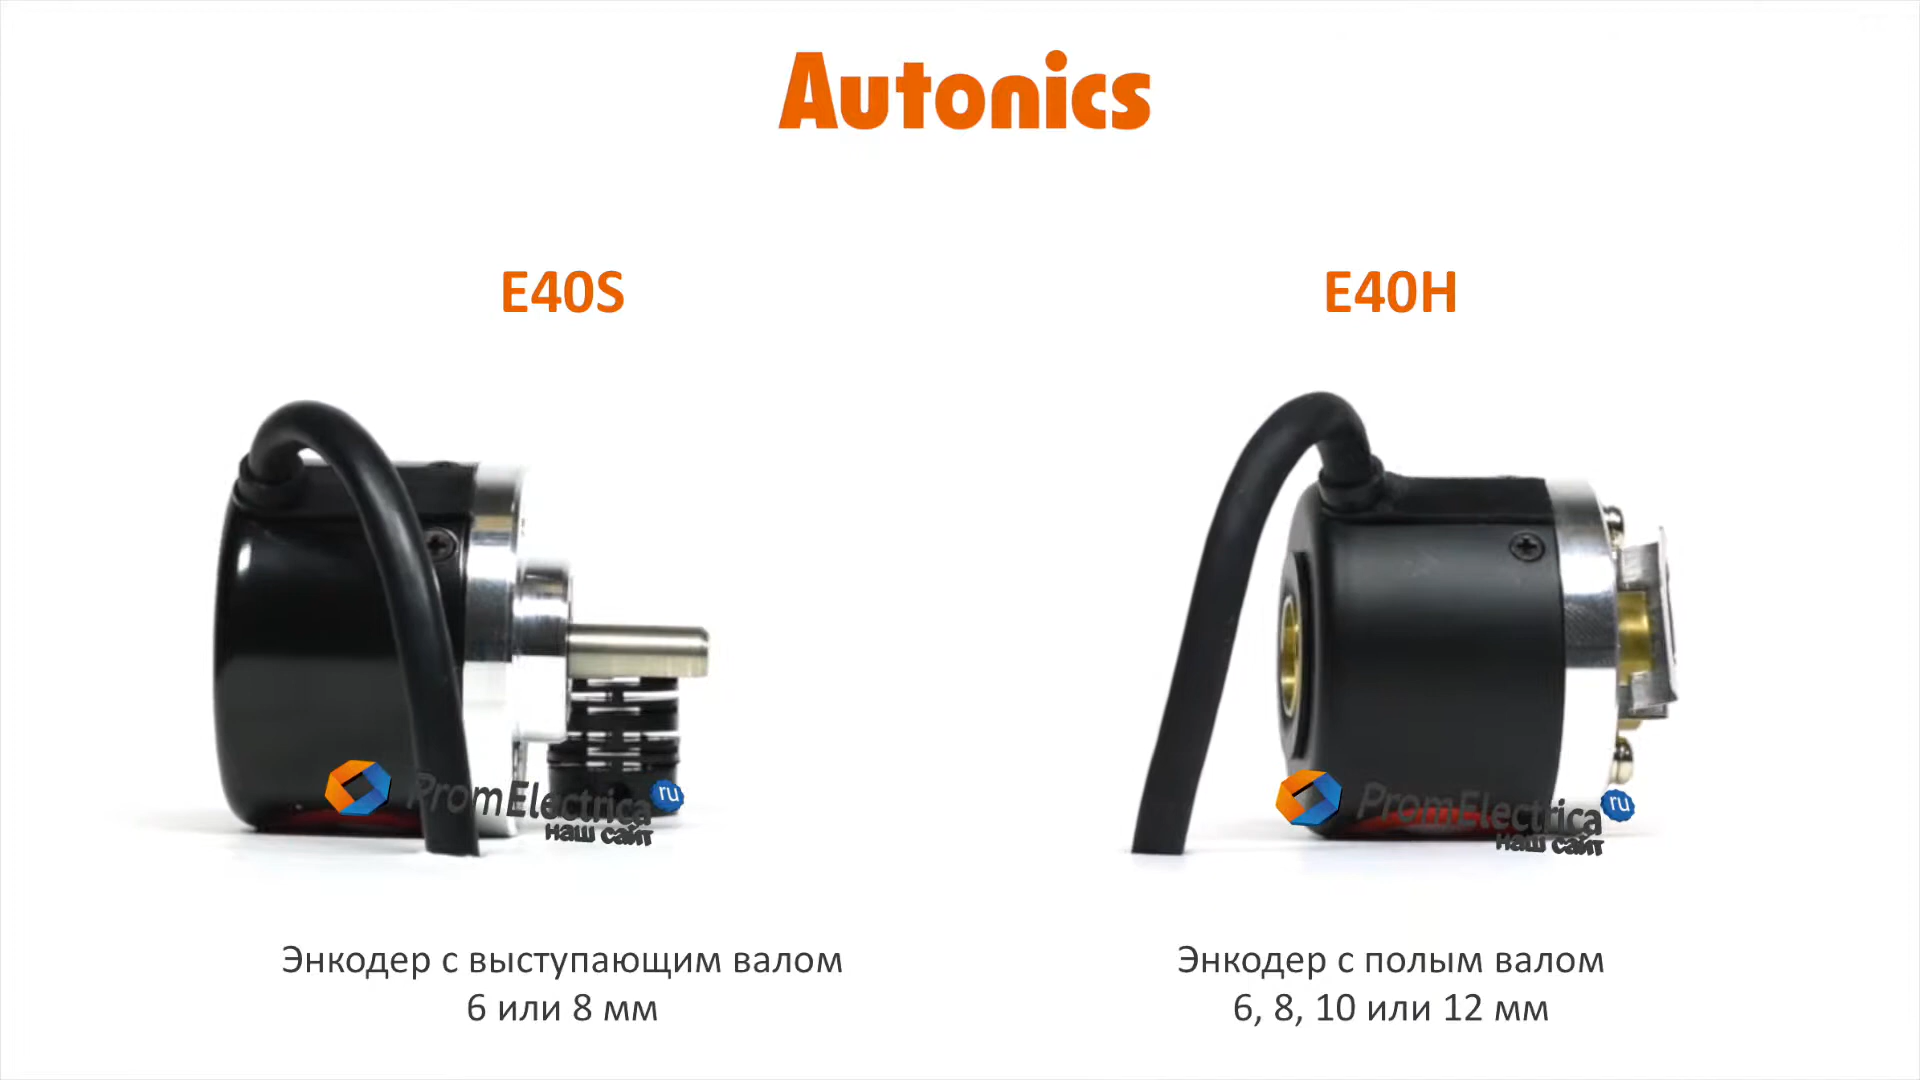 Autonics
E40S
E40H
PromElectrica ru
наш сайт
PromElectrica ru
наш сайт
Энкодер с выступающим валом
6 или 8 мм
Энкодер с полым валом
6, 8, 10 или 12 мм